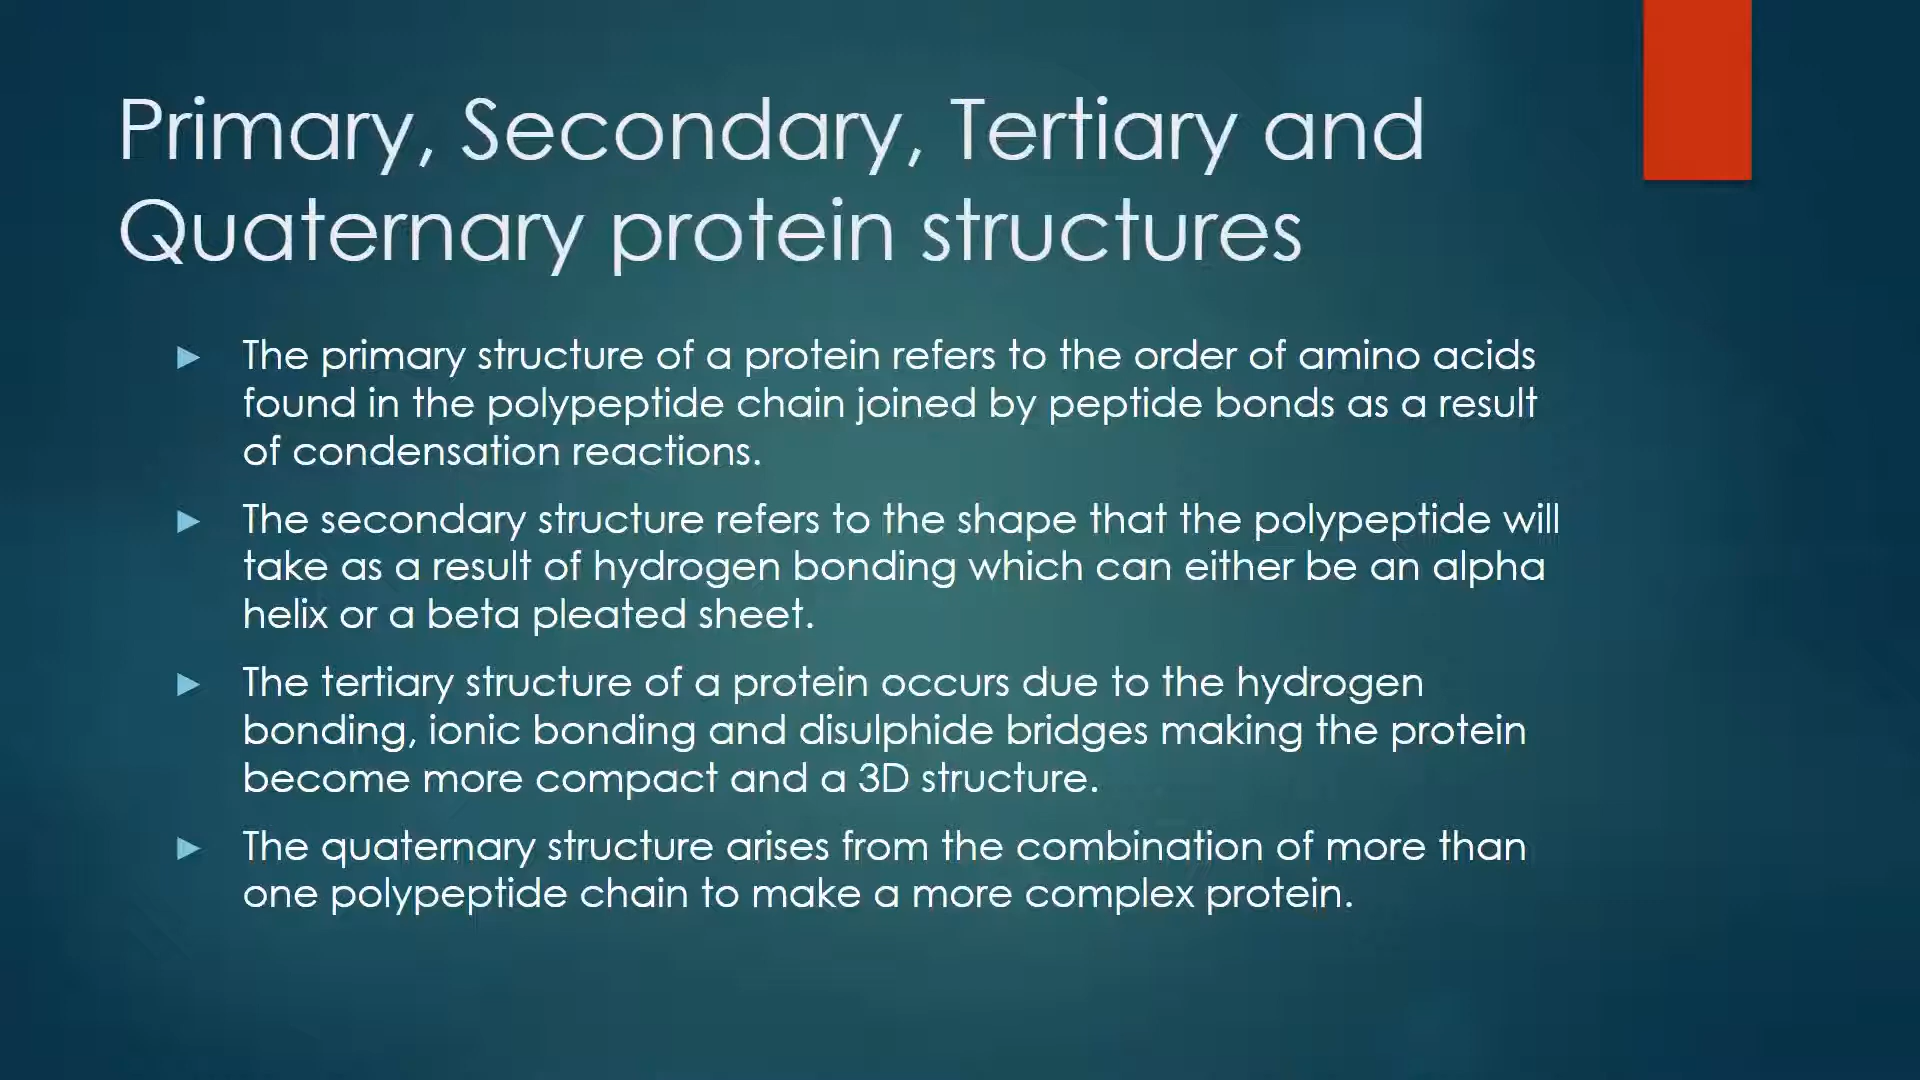 Primary, Secondary, Tertiary and
Quaternary protein structures
The primary structure of a protein refers to the order of amino acids
found in the polypeptide chain joined by peptide bonds as a result
of condensation reactions.
The secondary structure refers to the shape that the polypeptide will
take as a result of hydrogen bonding which can either be an alpha
helix or a beta pleated sheet.
The tertiary structure of a protein occurs due to the hydrogen
bonding, ionic bonding and disulphide bridges making the protein
become more compact and a 3D structure.
The quaternary structure arises from the combination of more than
one polypeptide chain to make a more complex protein.